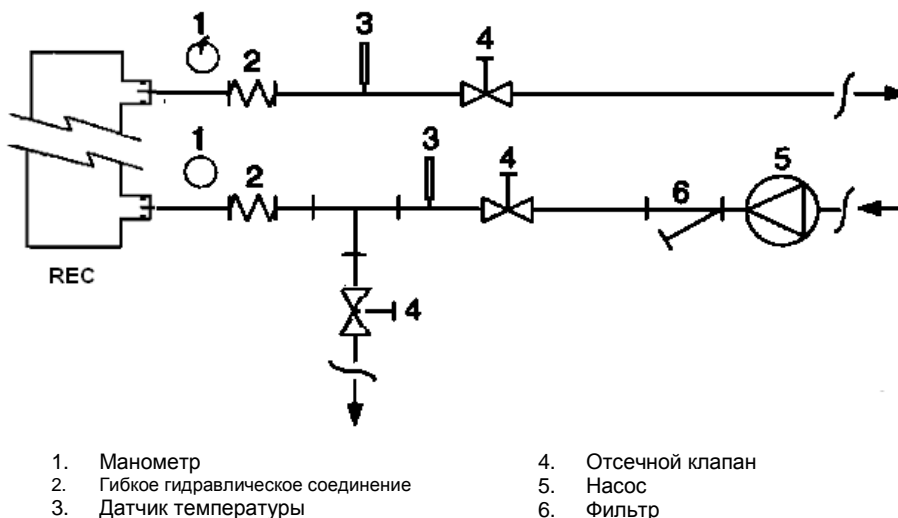 1
2
3
4
1
2
3
4
6
5
REC
4
1. Манометр
2. Гибкое гидравлическое соединение
3. Датчик температуры
4. Отсечной клапан
5. Насос
6. Фильтр